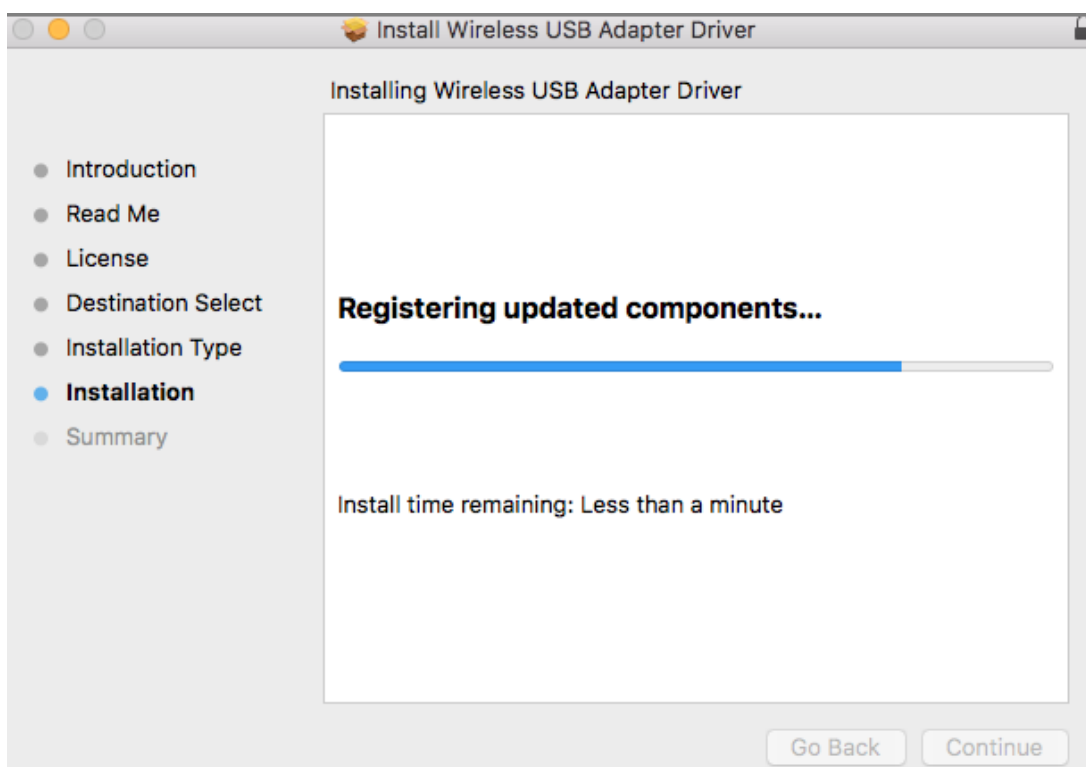 Install Wireless USB Adapter Driver
Installing Wireless USB Adapter Driver
Introduction
Read Me
License
Destination Select
Installation Type
Installation
Summary
Registering updated components...
Install time remaining: Less than a minute
Go Back
Continue